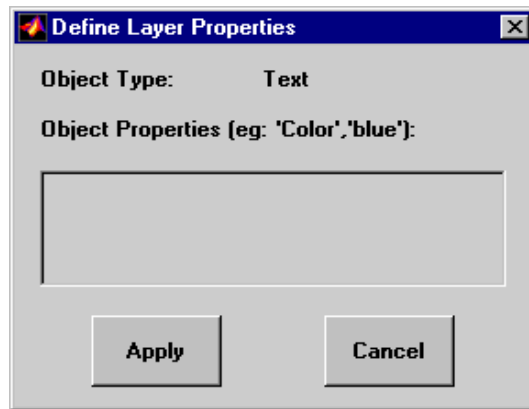 Define Layer Properties
Object Type: Text
Object Properties (eg: 'Color','blue'):
Apply Cancel